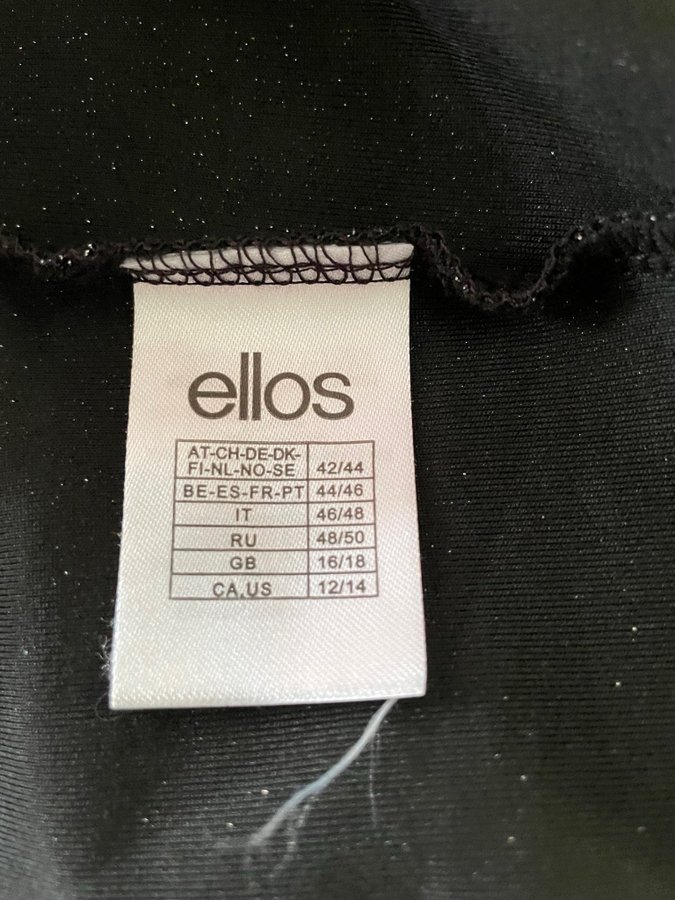 ellos
AT-CH-DE-DK-
FI-NL-NO-SE 42/44
BE-ES-FR-PT 44/46
IT 46/48
RU 48/50
GB 16/18
CA,US 12/14